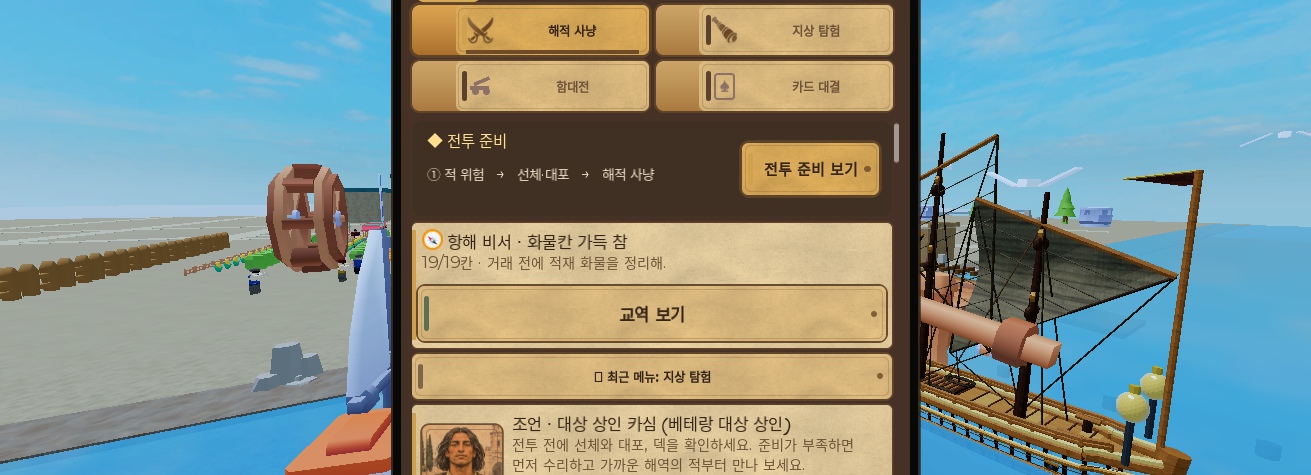 해적 사냥
지상 탐험
함대전
카드 대결
◆ 전투 준비
① 적 위험 → 선체·대포 → 해적 사냥
전투 준비 보기
항해 비서 · 화물칸 가득 참
19/19칸 · 거래 전에 적재 화물을 정리해.
교역 보기
최근 메뉴: 지상 탐험
조언 · 대상 상인 카심 (베테랑 대상 상인)
전투 전에 선체와 대포, 덱을 확인하세요. 준비가 부족하면
먼저 수리하고 가까운 해역의 적부터 만나 보세요.